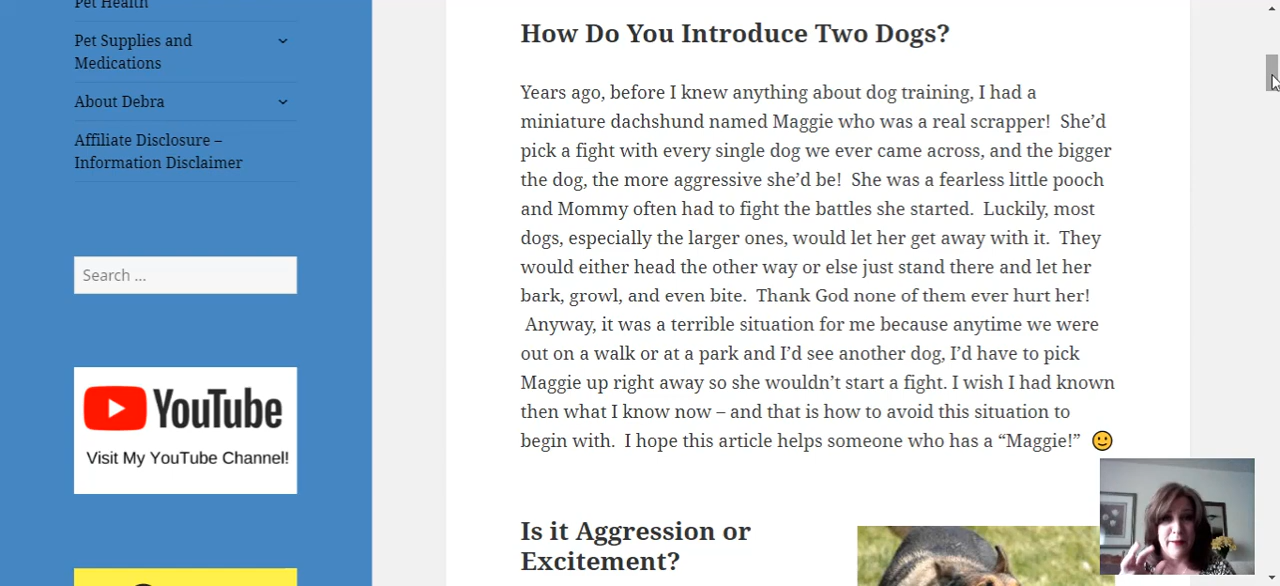 Pet Health
Pet Supplies and
Medications
About Debra
Affiliate Disclosure –
Information Disclaimer
Search ...
YouTube
Visit My YouTube Channel!
How Do You Introduce Two Dogs?
Years ago, before I knew anything about dog training, I had a
miniature dachshund named Maggie who was a real scrapper!  She’d
pick a fight with every single dog we ever came across, and the bigger
the dog, the more aggressive she’d be!  She was a fearless little pooch
and Mommy often had to fight the battles she started.  Luckily, most
dogs, especially the larger ones, would let her get away with it.  They
would either head the other way or else just stand there and let her
bark, growl, and even bite.  Thank God none of them ever hurt her!
Anyway, it was a terrible situation for me because anytime we were
out on a walk or at a park and I’d see another dog, I’d have to pick
Maggie up right away so she wouldn’t start a fight. I wish I had known
then what I know now – and that is how to avoid this situation to
begin with.  I hope this article helps someone who has a “Maggie!” 🙂
Is it Aggression or
Excitement?